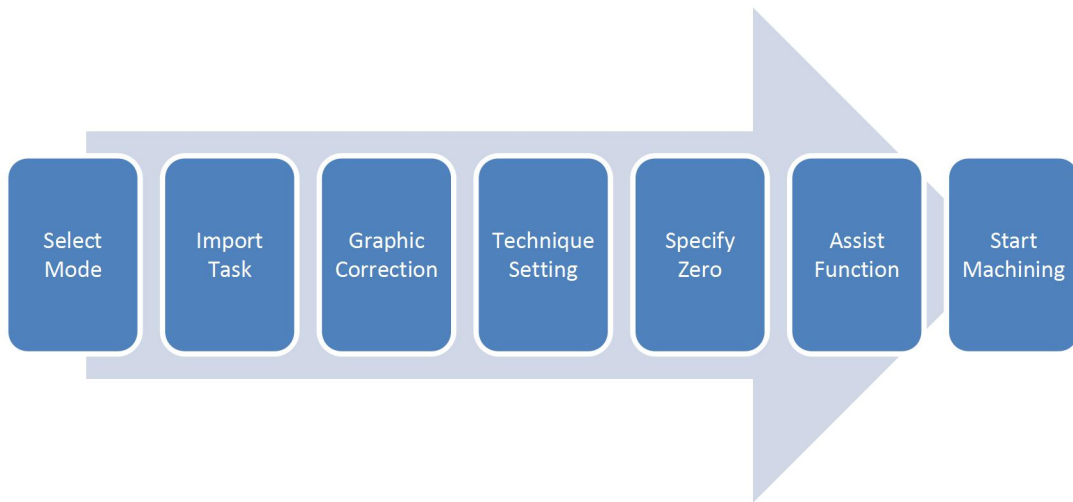 Select
Mode
Import
Task
Graphic
Correction
Technique
Setting
Specify
Zero
Assist
Function
Start
Machining